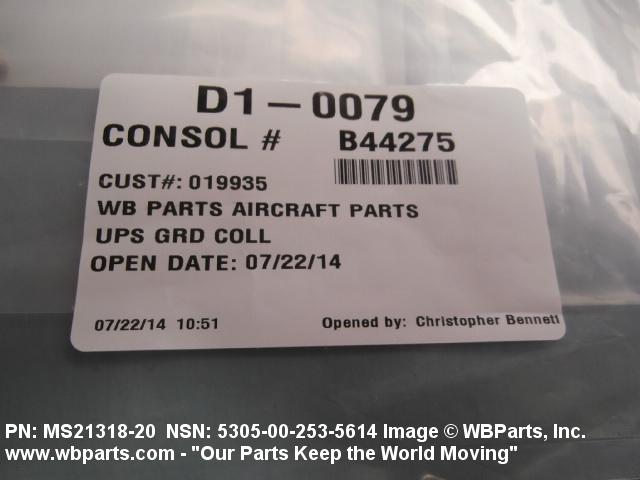 D1-0079
CONSOL # B44275
CUST#: 019935
WB PARTS AIRCRAFT PARTS
UPS GRD COLL
OPEN DATE: 07/22/14
07/22/14 10:51 Opened by: Christopher Bennett
PN: MS21318-20 NSN: 5305-00-253-5614 Image © WBParts, Inc.
www.wbparts.com - "Our Parts Keep the World Moving"